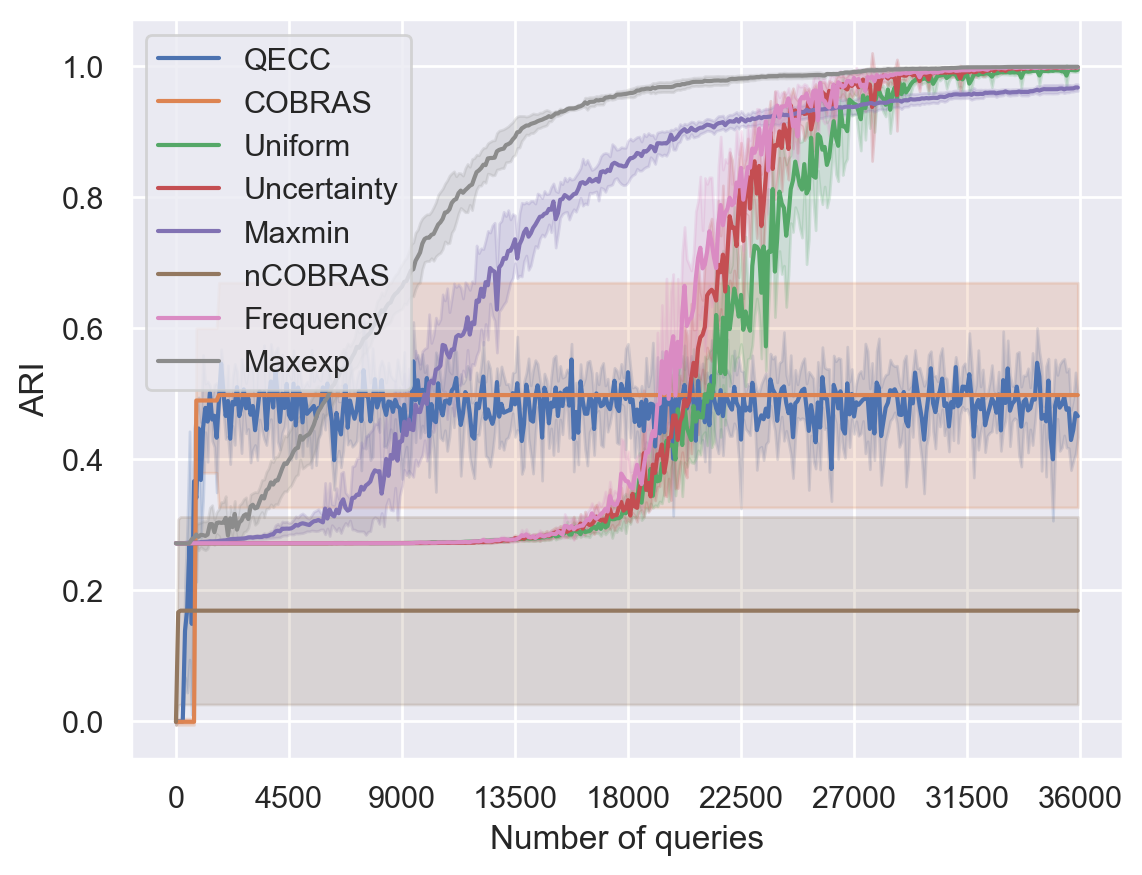 1.0
0.8
0.6
0.4
0.2
0.0
ARI
QECC
COBRAS
Uniform
Uncertainty
Maxmin
nCOBRAS
Frequency
Maxexp
0 4500 9000 13500 18000 22500 27000 31500 36000
Number of queries